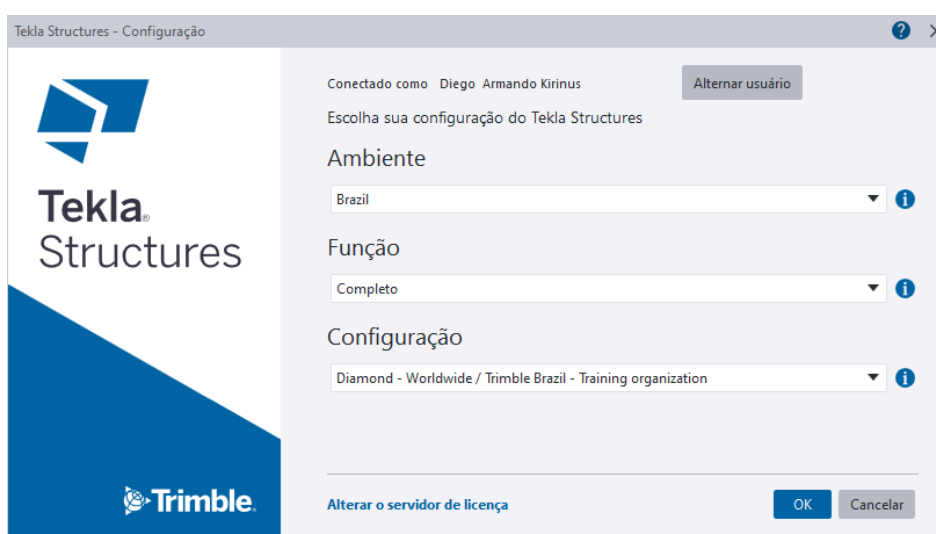 Tekla Structures - Configuração
Conectado como Diego Armando Kirinus
Alternar usuário
Escolha sua configuração do Tekla Structures
Ambiente
Brazil
Função
Completo
Configuração
Diamond - Worldwide / Trimble Brazil - Training organization
Tekla®
Structures
Trimble.
Alterar o servidor de licença
OK
Cancelar